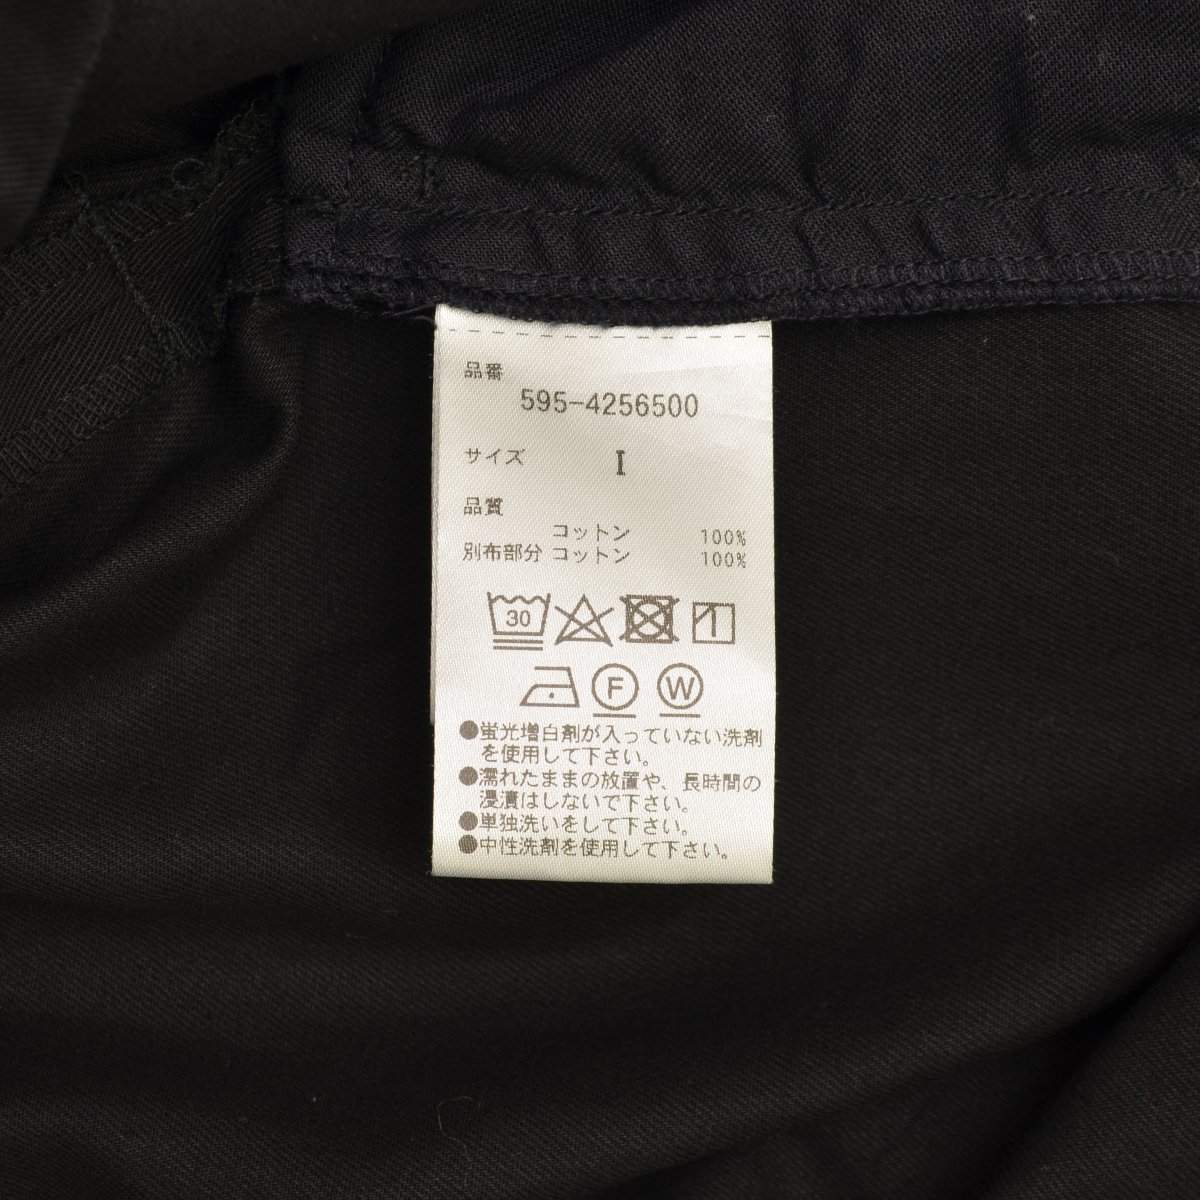 品番
595-4256500
サイズ I
品質
コットン 100%
別布部分 コットン 100%
30
F W
●蛍光増白剤が入っていない洗剤
を使用して下さい。
●濡れたままの放置や、長時間の
浸漬はしないで下さい。
●単独洗いをして下さい。
●中性洗剤を使用して下さい。